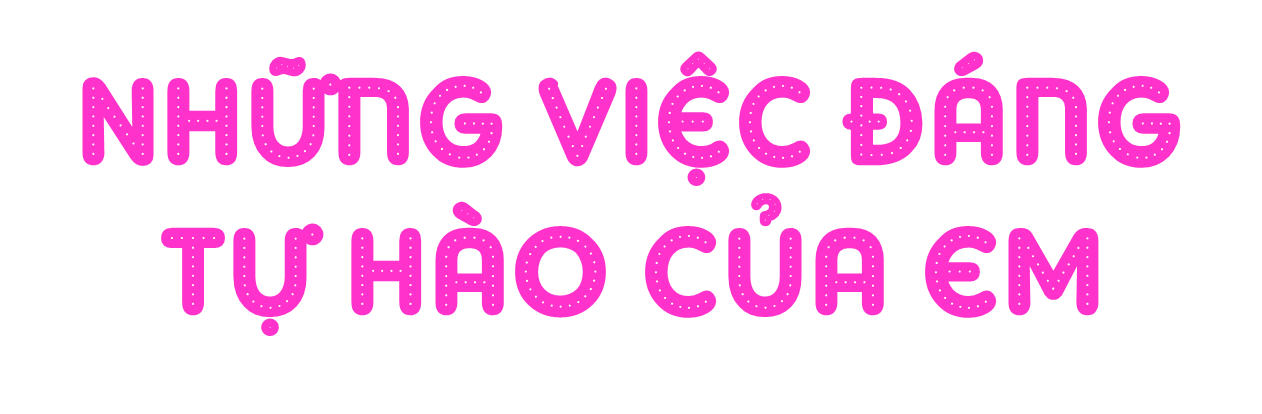 NHỮNG VIỆC ĐÁNG
TỰ HÀO CỦA EM